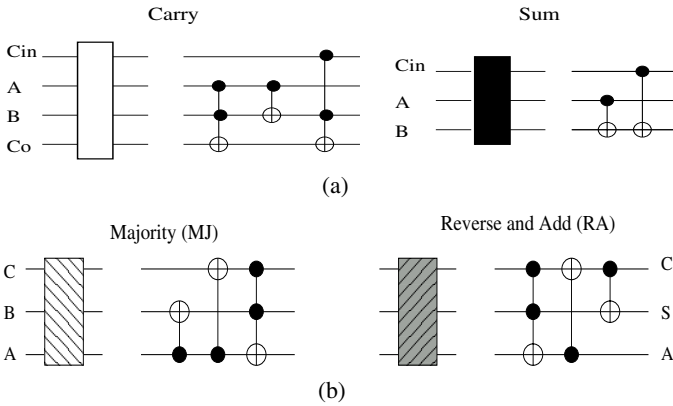 Carry
Sum
Cin
A
B
Co
Cin
A
B
(a)
Majority (MJ)
Reverse and Add (RA)
C
B
A
C
S
A
(b)